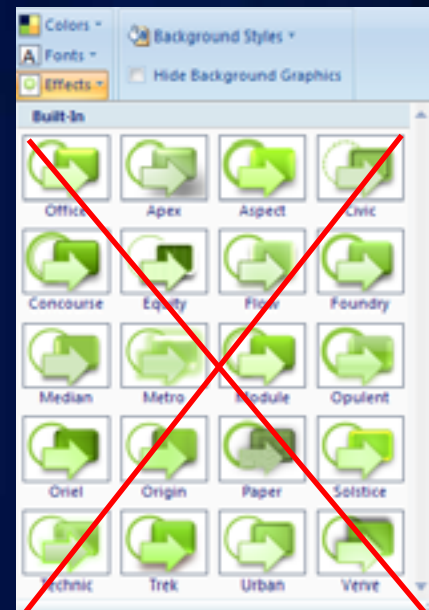 Colors
Background Styles
Fonts
Hide Background Graphics
Effects
Built-In
Office Apex Aspect Civic
Concourse Equity Flow Foundry
Median Metro Module Opulent
Oriel Origin Paper Solstice
Technic Trek Urban Verve